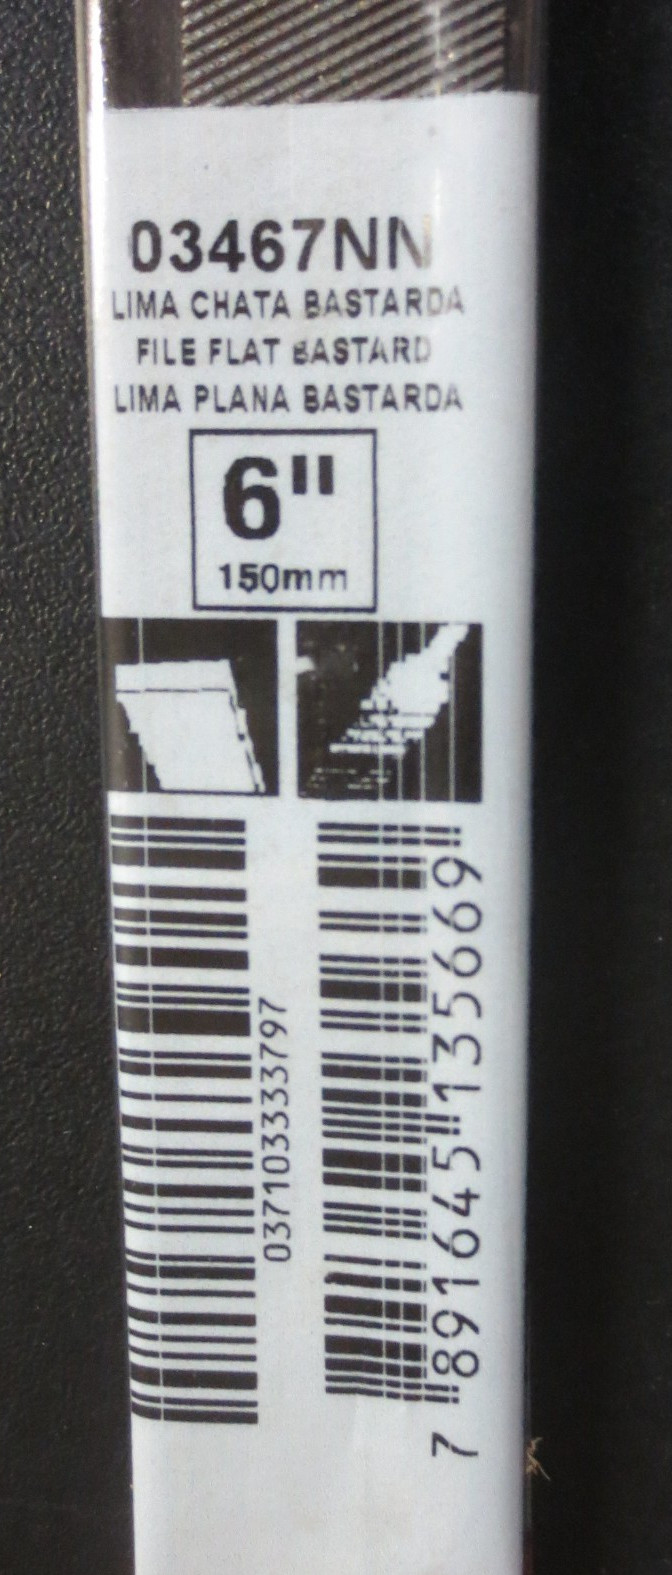 03467NN
LIMA CHATA BASTARDA
FILE FLAT BASTARD
LIMA PLANA BASTARDA
6"
150mm
037103333797
7 891645 135669